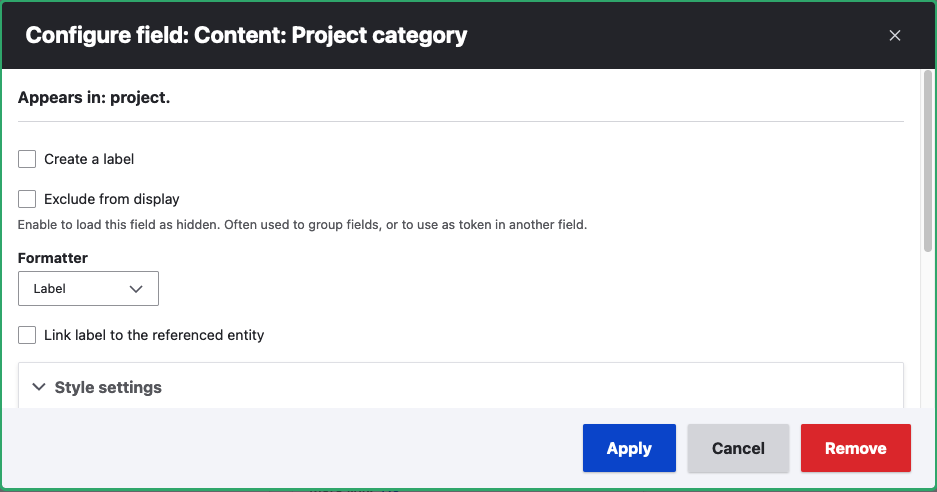 Configure field: Content: Project category
Appears in: project.
Create a label
Exclude from display
Enable to load this field as hidden. Often used to group fields, or to use as token in another field.
Formatter
Label
Link label to the referenced entity
Style settings
Apply
Cancel
Remove